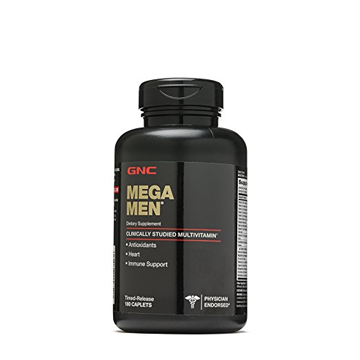 GNC
MEGA
MEN®
Dietary Supplement
CLINICALLY STUDIED MULTIVITAMIN*
• Antioxidants
• Heart
• Immune Support
Timed-Release
180 CAPLETS
PHYSICIAN
ENDORSED◊